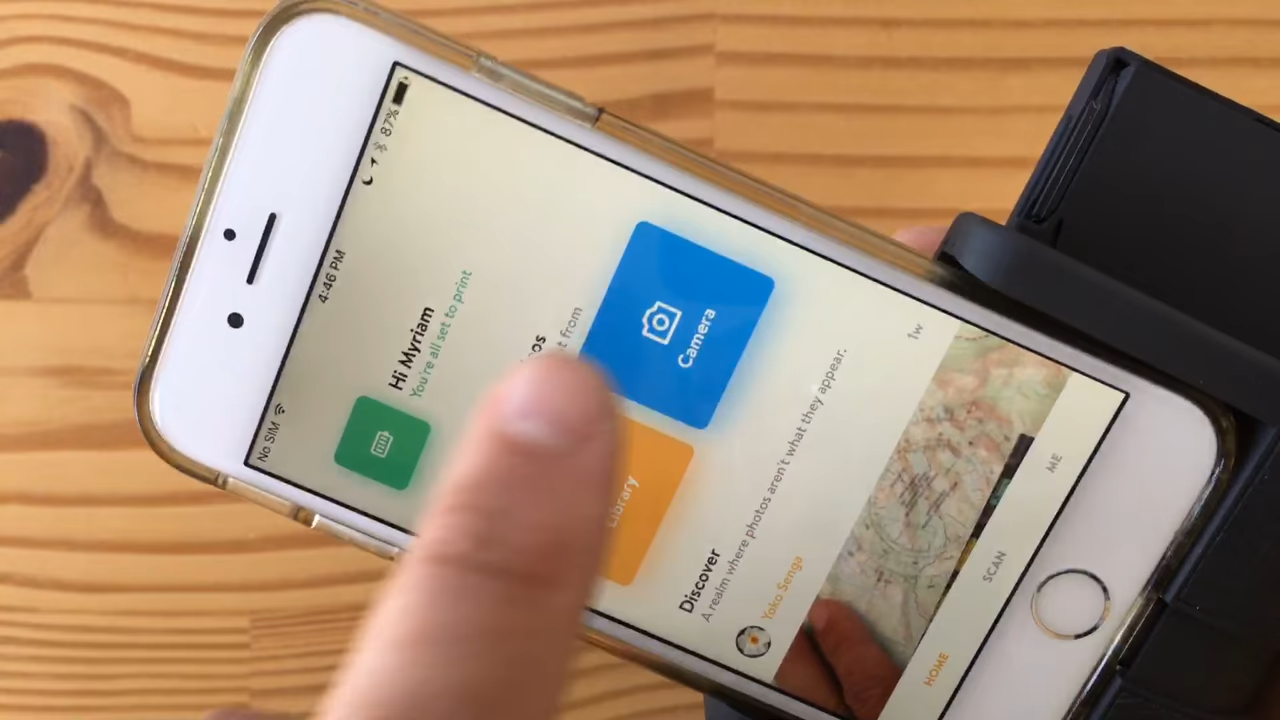 No SIM 4:46 PM 87%
Hi Myriam
You're all set to print
from
Library
Camera
Discover
A realm where photos aren't what they appear.
Yoko Senga 1w
HOME SCAN ME